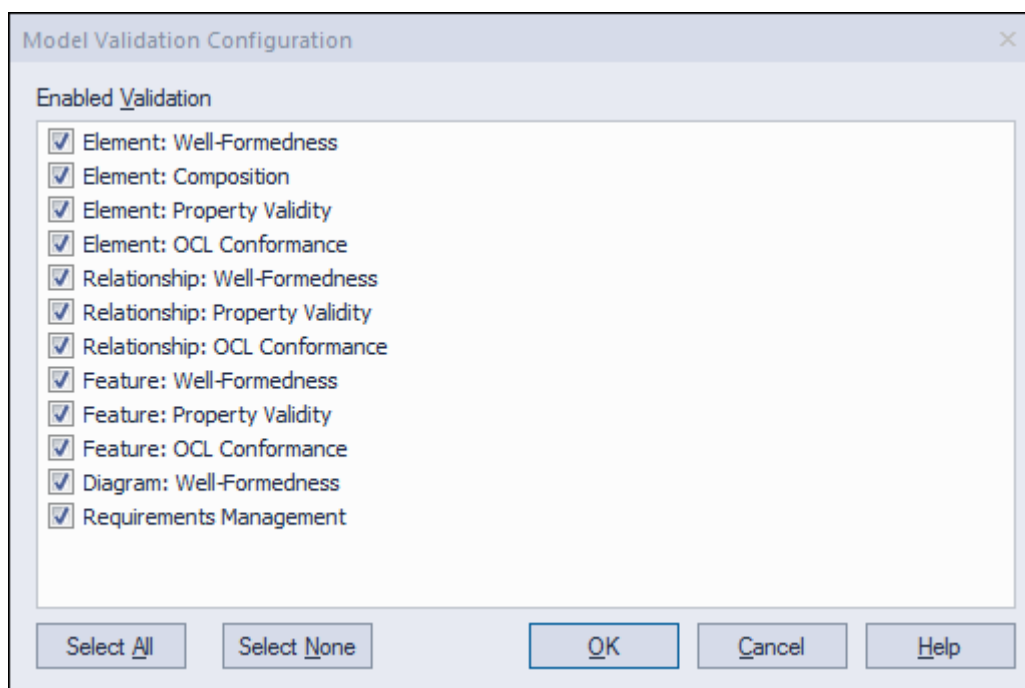 Model Validation Configuration
Enabled Validation
Element: Well-Formedness
Element: Composition
Element: Property Validity
Element: OCL Conformance
Relationship: Well-Formedness
Relationship: Property Validity
Relationship: OCL Conformance
Feature: Well-Formedness
Feature: Property Validity
Feature: OCL Conformance
Diagram: Well-Formedness
Requirements Management
Select All Select None OK Cancel Help